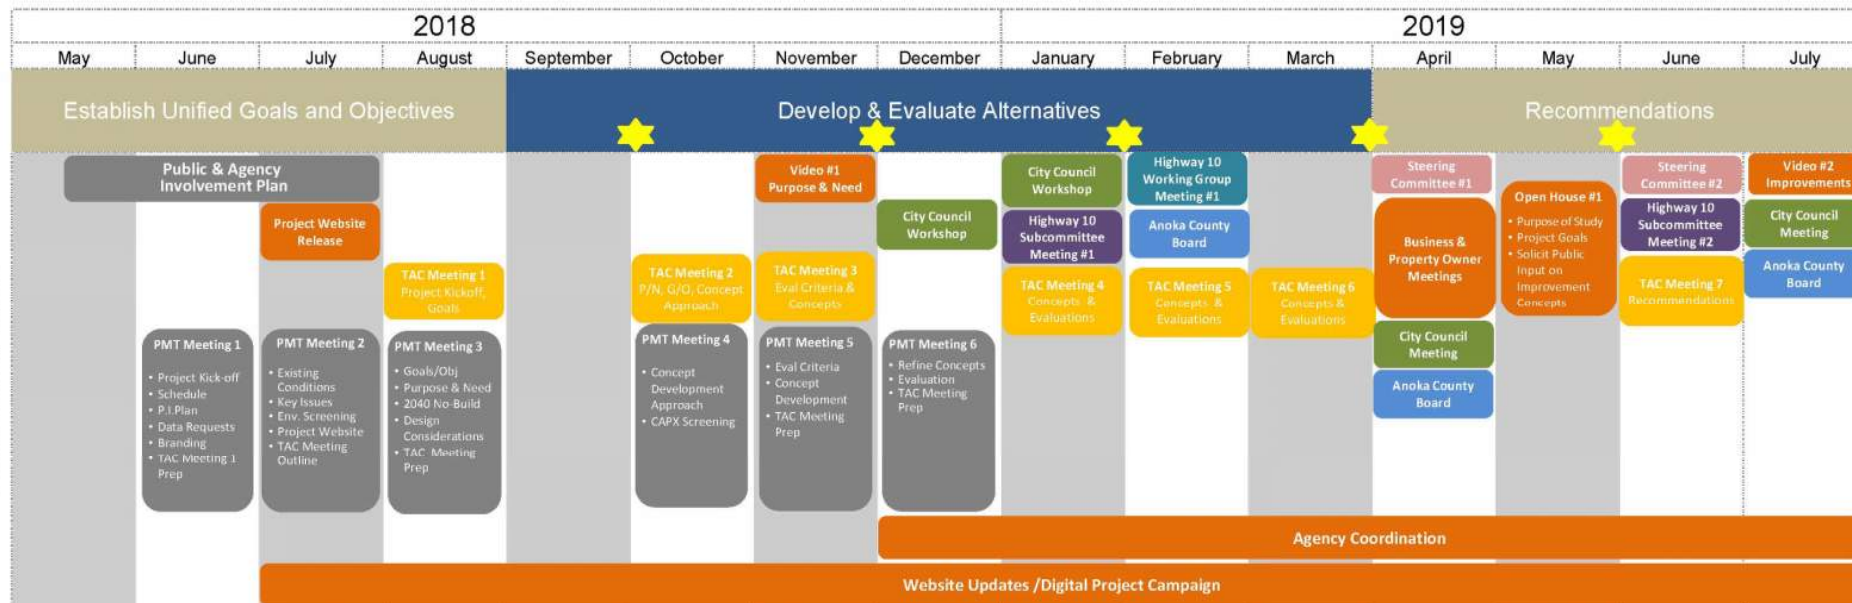 2018
2019
May
June
July
August
September
October
November
December
January
February
March
April
May
June
July
Establish Unified Goals and Objectives
Develop & Evaluate Alternatives
Recommendations
Public & Agency
Involvement Plan
Project Website
Release
TAC Meeting 1
Project Kickoff,
Goals
PMT Meeting 1
• Project Kick-off
• Schedule
• P.I.Plan
• Data Requests
• Branding
• TAC Meeting 1
Prep
PMT Meeting 2
• Existing
Conditions
• Key Issues
• Env. Screening
• Project Website
• TAC Meeting
Outline
PMT Meeting 3
• Goals/Obj
• Purpose & Need
• 2040 No-Build
• Design
Considerations
• TAC Meeting
Prep
TAC Meeting 2
P/N, G/O, Concept
Approach
PMT Meeting 4
• Concept
Development
Approach
• CAPX Screening
Video #1
Purpose & Need
TAC Meeting 3
Eval Criteria &
Concepts
PMT Meeting 5
• Eval Criteria
• Concept
Development
• TAC Meeting
Prep
City Council
Workshop
PMT Meeting 6
• Refine Concepts
• Evaluation
• TAC Meeting
Prep
City Council
Workshop
Highway 10
Subcommittee
Meeting #1
TAC Meeting 4
Concepts &
Evaluations
Highway 10
Working Group
Meeting #1
Anoka County
Board
TAC Meeting 5
Concepts &
Evaluations
TAC Meeting 6
Concepts &
Evaluations
Steering
Committee #1
Business &
Property Owner
Meetings
City Council
Meeting
Anoka County
Board
Open House #1
• Purpose of Study
• Project Goals
• Solicit Public
Input on
Improvement
Concepts
Steering
Committee #2
Highway 10
Subcommittee
Meeting #2
TAC Meeting 7
Recommendations
Video #2
Improvements
City Council
Meeting
Anoka County
Board
Agency Coordination
Website Updates /Digital Project Campaign